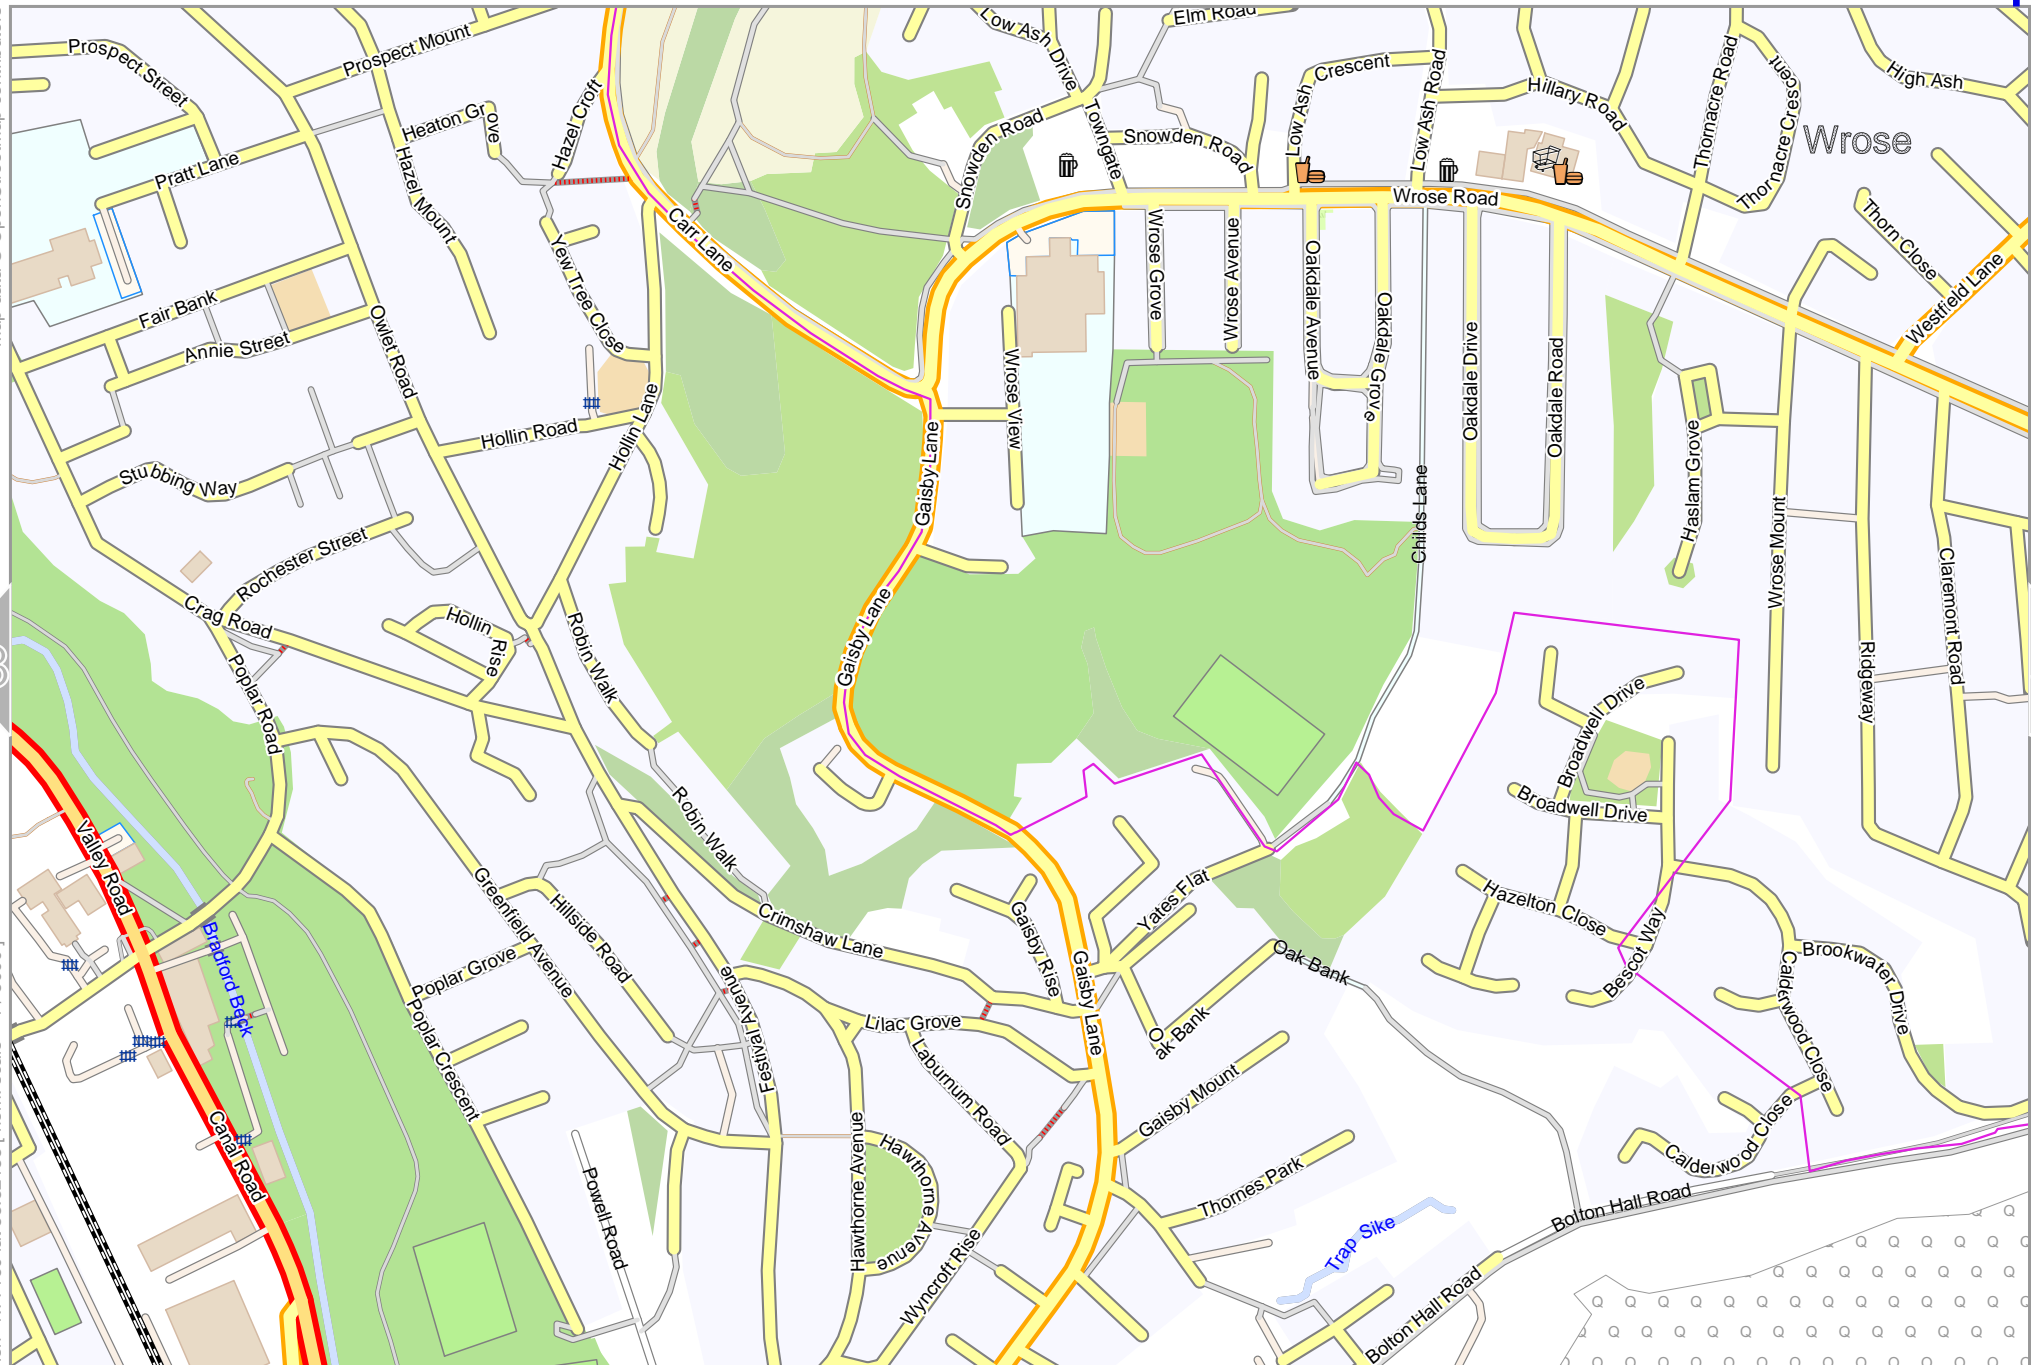 Low Ash Drive
Elm Road
Prospect Street
Prospect Mount
Hazel Croft
Heaton Grove
Towngate
Low Ash
Crescent
Low Ash Road
Hillary Road
Thornacre Road
Thornacre Crescent
High Ash
Wrose
Pratt Lane
Hazel Mount
Snowden Road
Snowden Road
Wrose Road
Thorn Close
Westfield Lane
Carr Lane
Yew Tree Close
Wrose Grove
Wrose Avenue
Oakdale Avenue
Oakdale Grove
Oakdale Drive
Oakdale Road
Fair Bank
Annie Street
Owlet Road
Hollin Road
Hollin Lane
Wrose View
Gaisby Lane
Childs Lane
Haslam Grove
Wrose Mount
Claremont Road
Ridgeway
Stubbing Way
Rochester Street
Crag Road
Hollin Rise
Robin Walk
Gaisby Lane
Poplar Road
Broadwell Drive
Broadwell Drive
Valley Road
Robin Walk
Crimshaw Lane
Greenfield Avenue
Hillside Road
Poplar Grove
Gaisby Rise
Gaisby Lane
Yates Flat
Oak Bank
Oak Bank
Hazelton Close
Bescot Way
Brookwater Drive
Calderwood Close
Calderwood Close
Bradford Beck
Festival Avenue
Lilac Grove
Laburnum Road
Poplar Crescent
Gaisby Mount
Canal Road
Hawthorne Avenue
Hawthorne Avenue
Powell Road
Wyncroft Rise
Thornes Park
Trap Sike
Bolton Hall Road
Bolton Hall Road